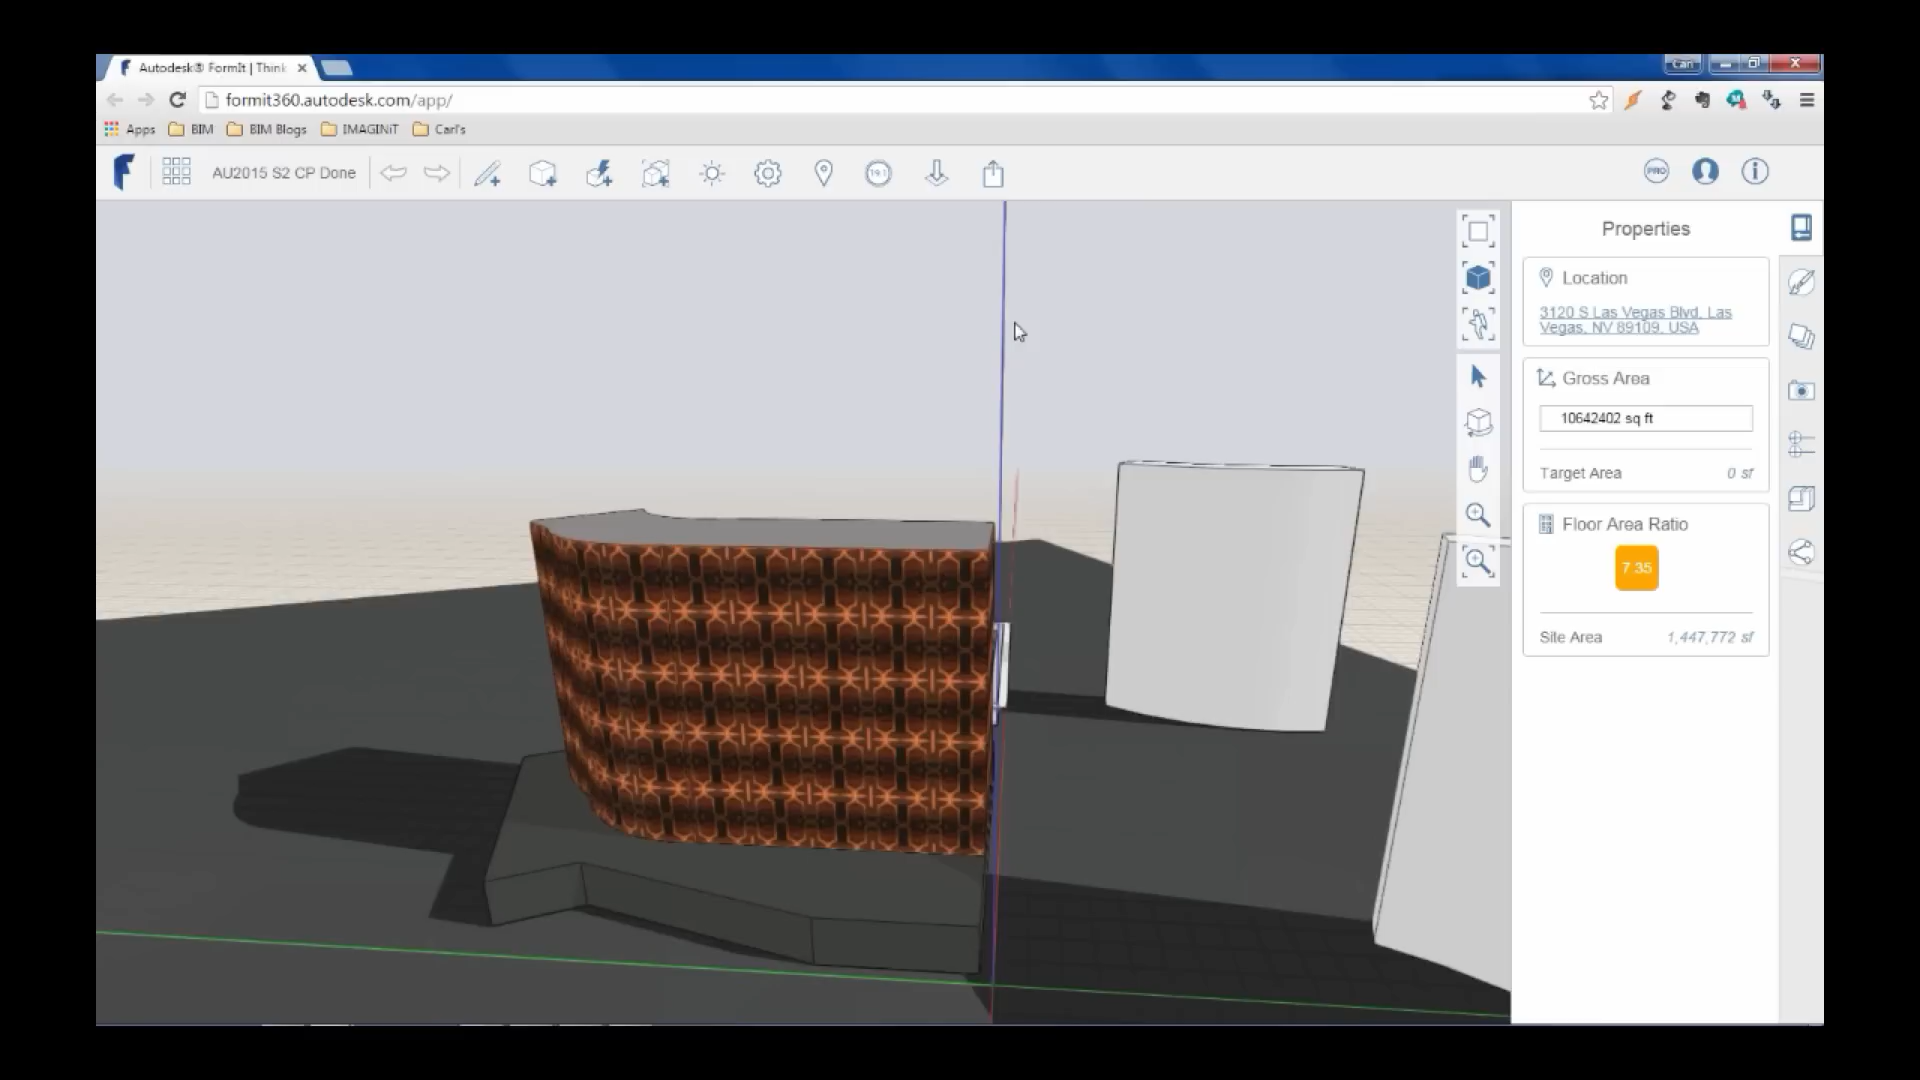 Autodesk® FormIt | Think
Carl
formit360.autodesk.com/app/
Apps BIM BIM Blogs IMAGINiT Carl's
AU2015 S2 CP Done
PRO
Properties
Location
3120 S Las Vegas Blvd, Las
Vegas, NV 89109, USA
Gross Area
10642402 sq ft
Target Area 0 sf
Floor Area Ratio
7.35
Site Area 1,447,772 sf